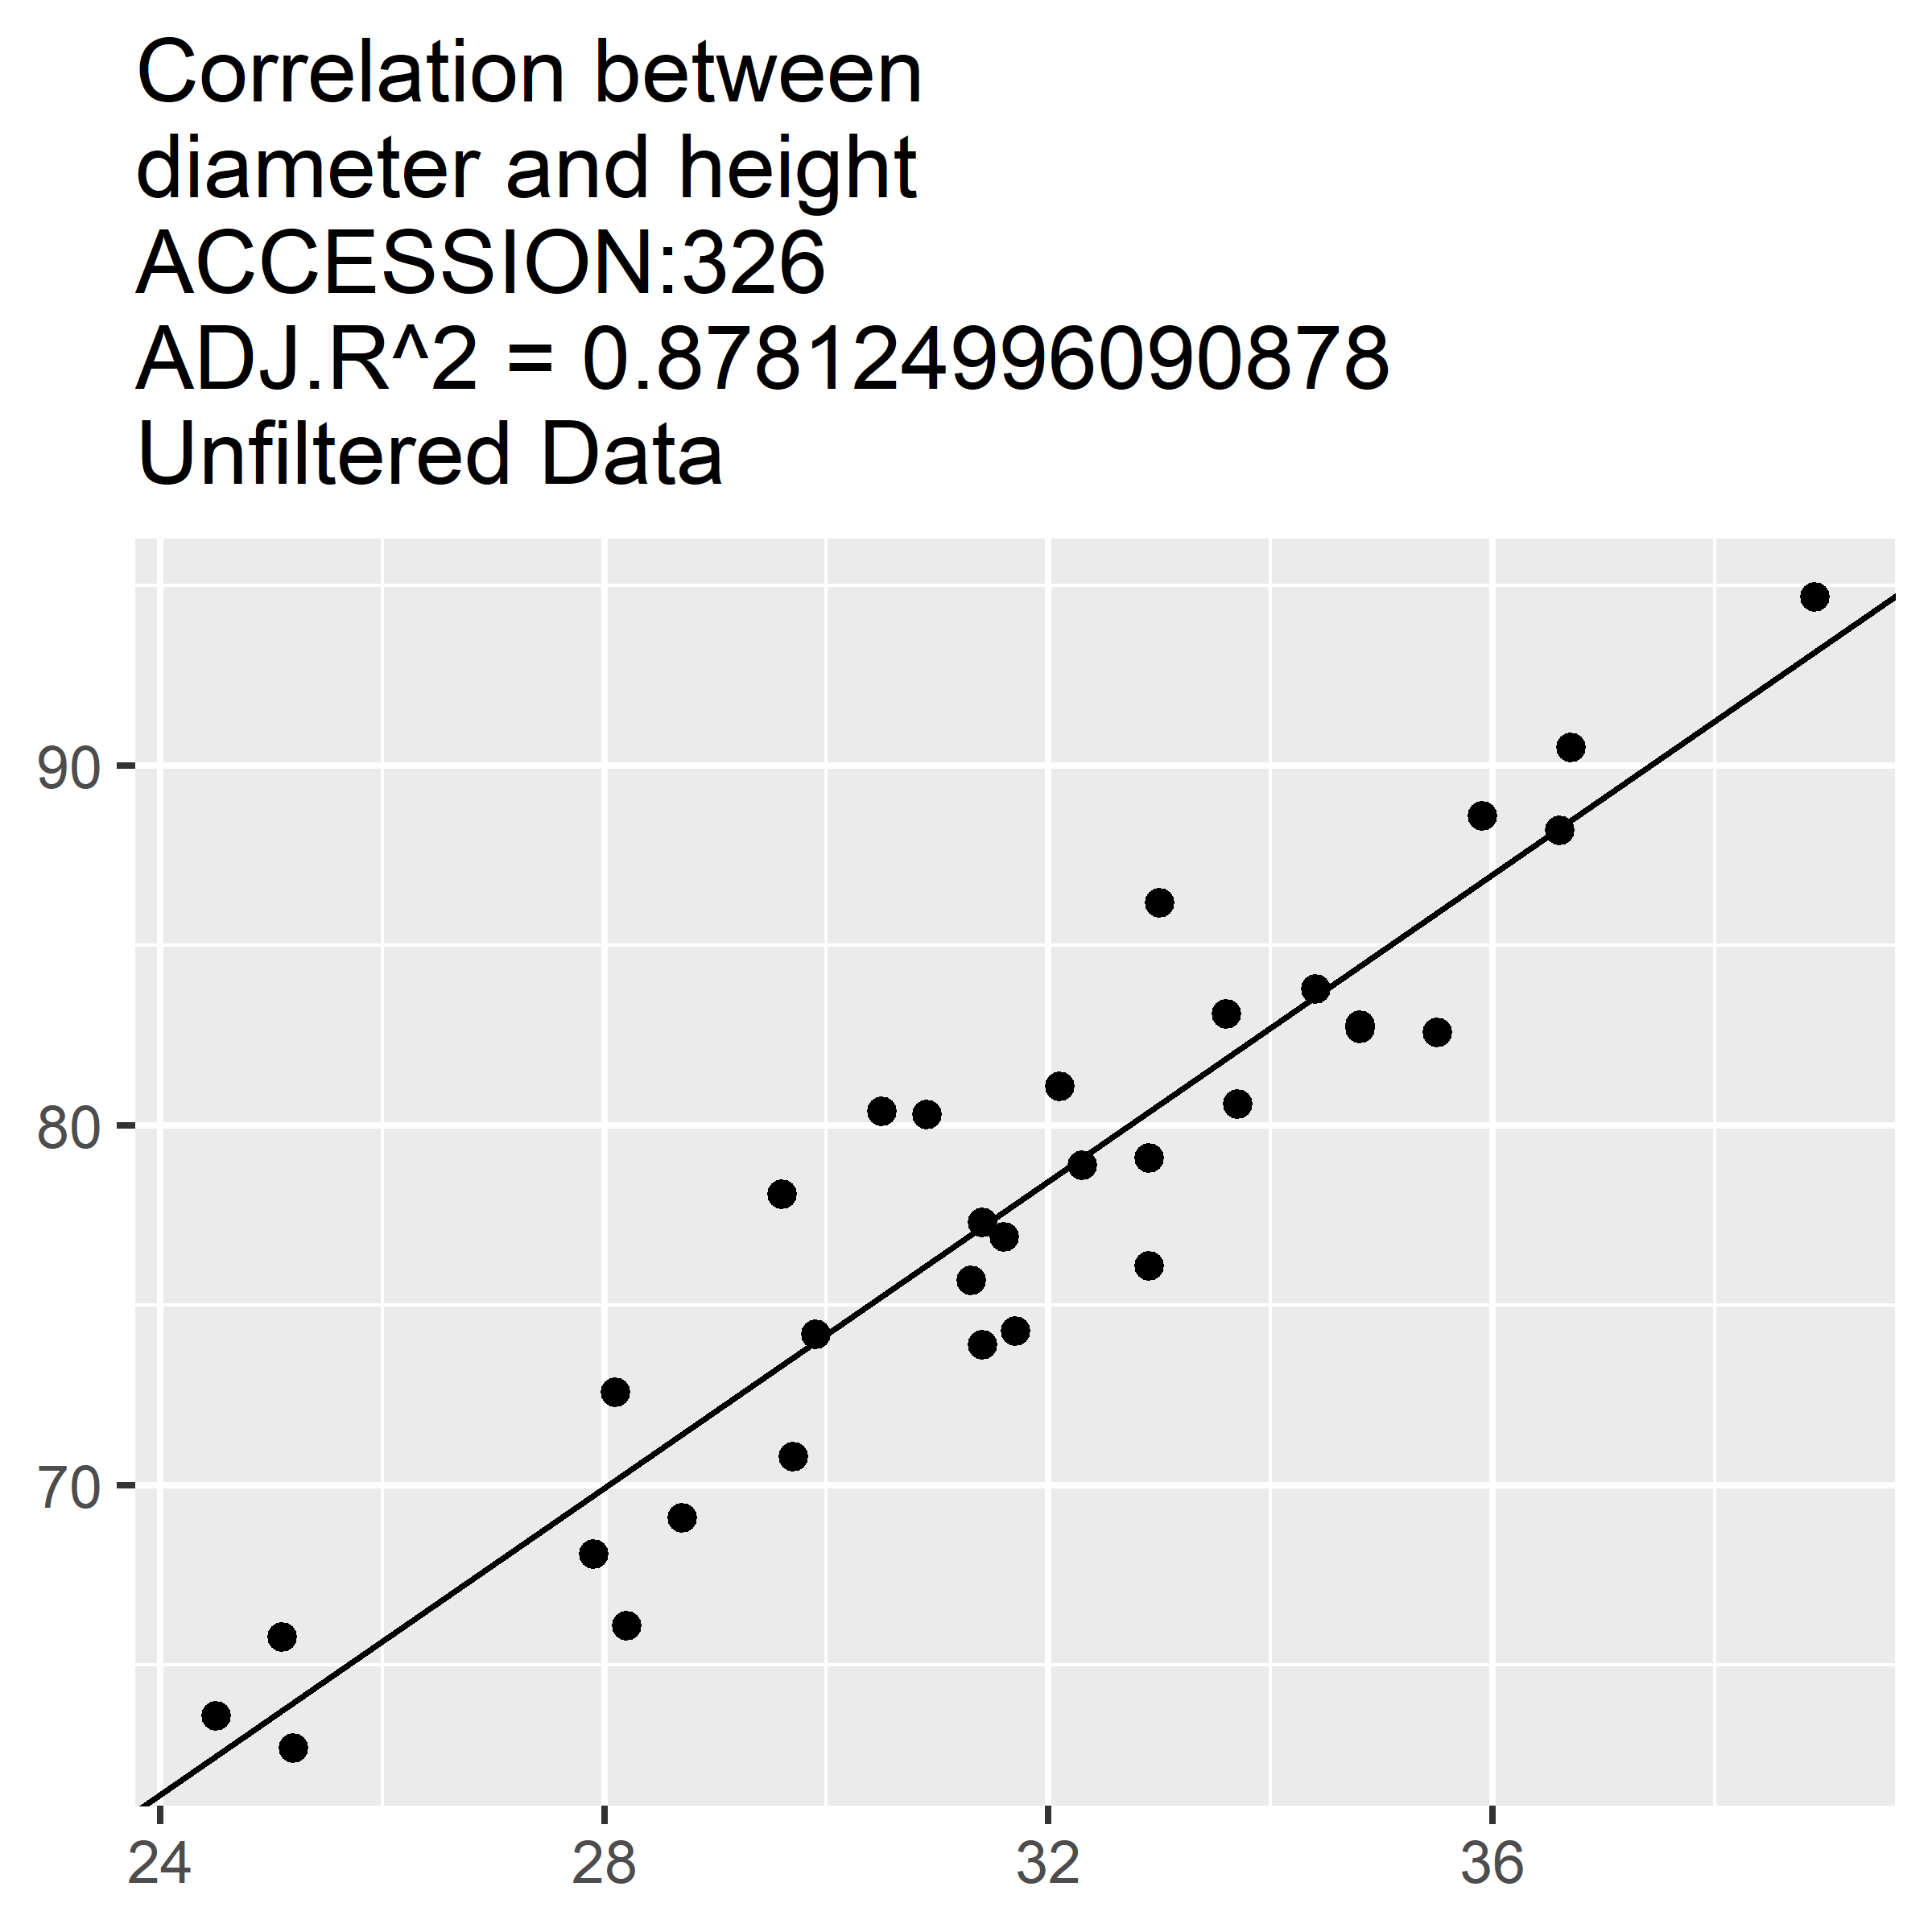 Correlation between
diameter and height
ACCESSION:326
ADJ.R^2 = 0.878124996090878
Unfiltered Data
90
80
70
24 28 32 36